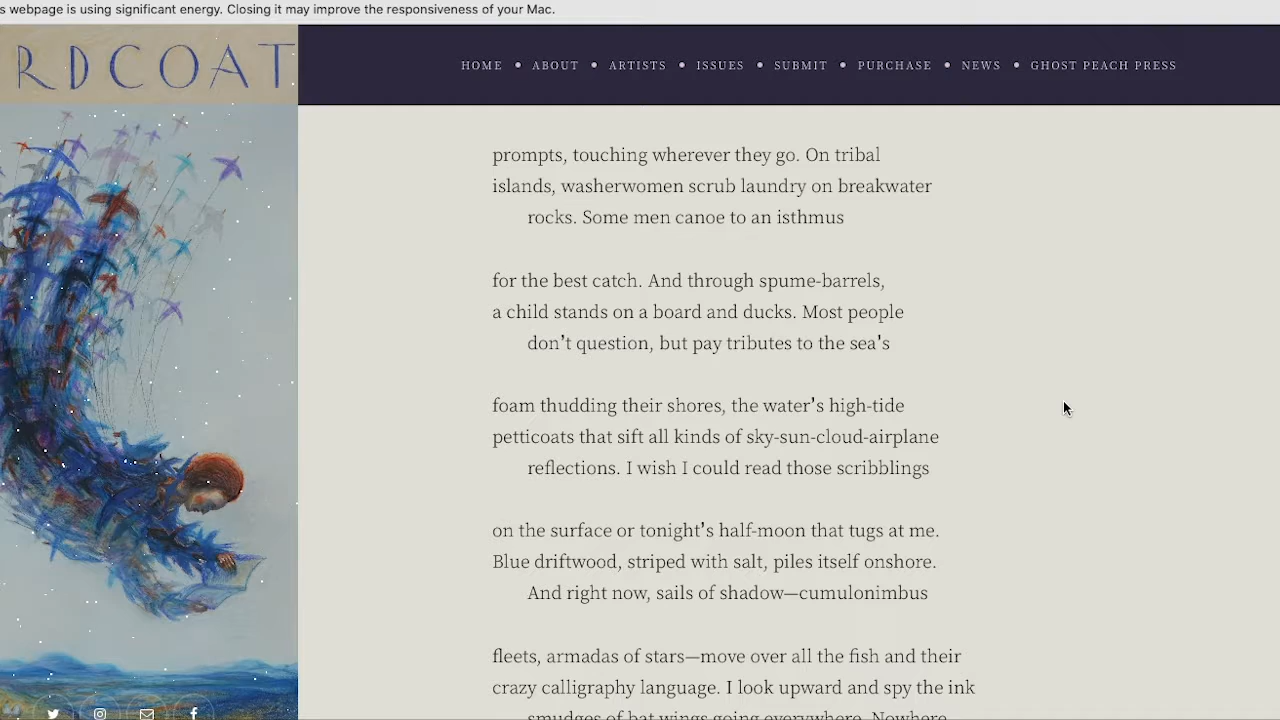 s webpage is using significant energy. Closing it may improve the responsiveness of your Mac.
RDCOAT
HOME • ABOUT • ARTISTS • ISSUES • SUBMIT • PURCHASE • NEWS • GHOST PEACH PRESS
prompts, touching wherever they go. On tribal
islands, washerwomen scrub laundry on breakwater
rocks. Some men canoe to an isthmus
for the best catch. And through spume-barrels,
a child stands on a board and ducks. Most people
don't question, but pay tributes to the sea's
foam thudding their shores, the water's high-tide
petticoats that sift all kinds of sky-sun-cloud-airplane
reflections. I wish I could read those scribblings
on the surface or tonight's half-moon that tugs at me.
Blue driftwood, striped with salt, piles itself onshore.
And right now, sails of shadow—cumulonimbus
fleets, armadas of stars—move over all the fish and their
crazy calligraphy language. I look upward and spy the ink
smudges of bat wings going everywhere. Nowhere